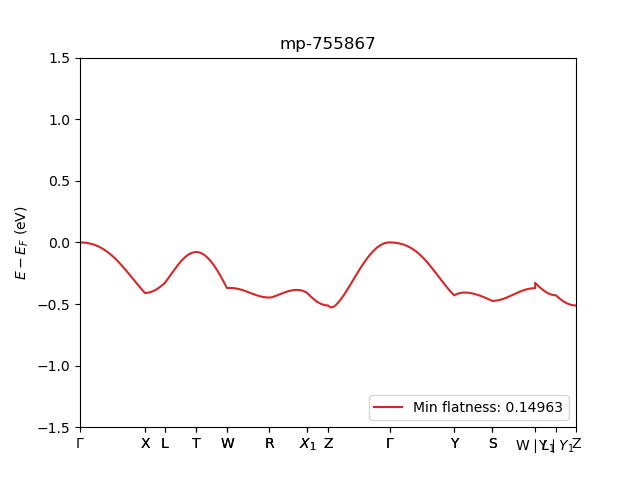 mp-755867
1.5
1.0
0.5
0.0
−0.5
−1.0
−1.5
E − E_F (eV)
Min flatness: 0.14963
Γ X L T W R X₁ Z Γ Y S W | Y₁ | Y₁ Z